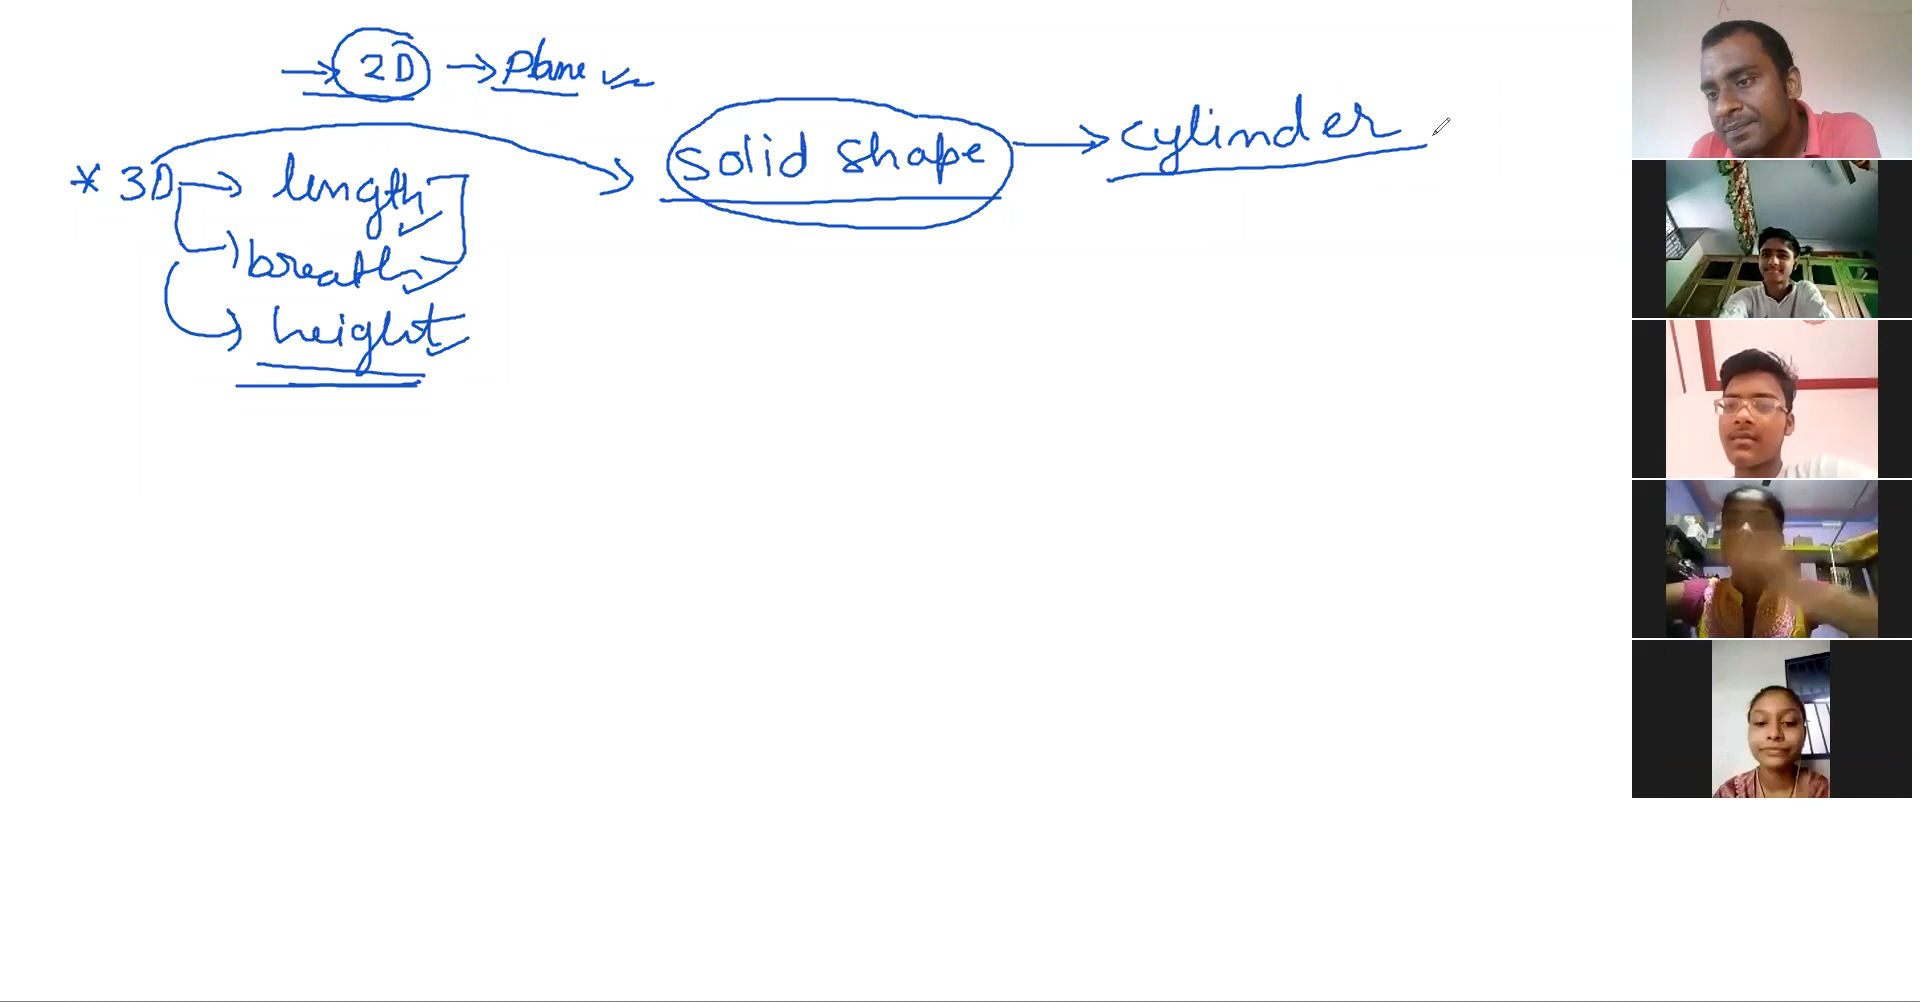 → 2D → Plane
* 3D → length
breath
height
solid shape → cylinder